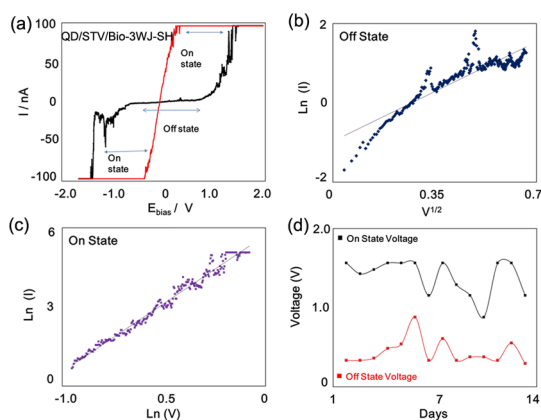 (a)
QD/STV/Bio-3WJ-SH
On
state
Off state
On
state
100
50
0
-50
-100
I / nA
-2.0
-1.0
0
1.0
2.0
E_bias / V
(b)
Off State
2
0
-2
Ln (I)
0
0.35
0.7
V^1/2
(c)
On State
6
3
0
Ln (I)
-1.0
-0.5
0
Ln (V)
(d)
On State Voltage
Off State Voltage
2.0
1.0
0
Voltage (V)
1
7
14
Days